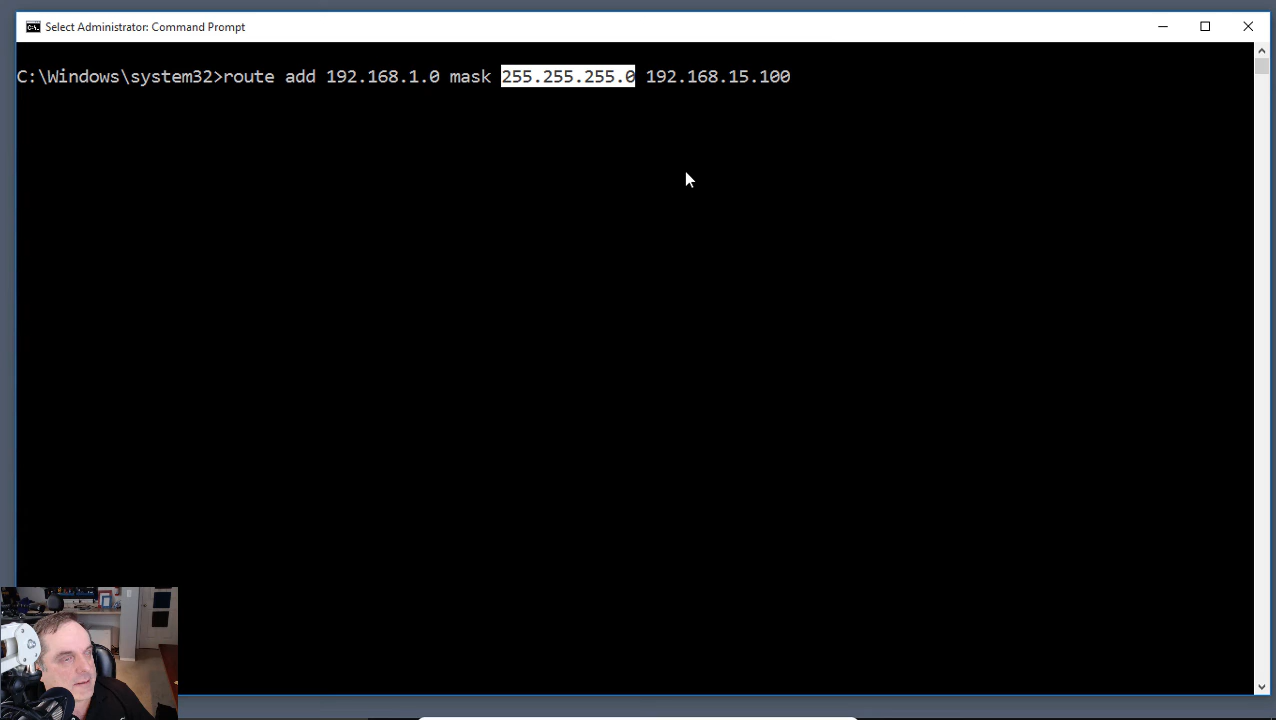 Select Administrator: Command Prompt
C:\Windows\system32>route add 192.168.1.0 mask 255.255.255.0 192.168.15.100